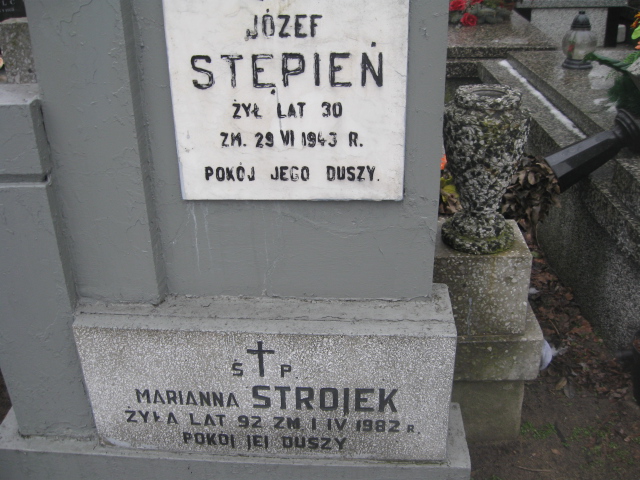 JÓZEF
STĘPIEŃ
ŻYŁ LAT 30
ZM. 29 VI 1943 R.
POKÓJ JEGO DUSZY.
Ś P.
MARIANNA STROJEK
ŻYŁA LAT 92 ZM 1 IV 1982 R.
POKÓJ JEJ DUSZY